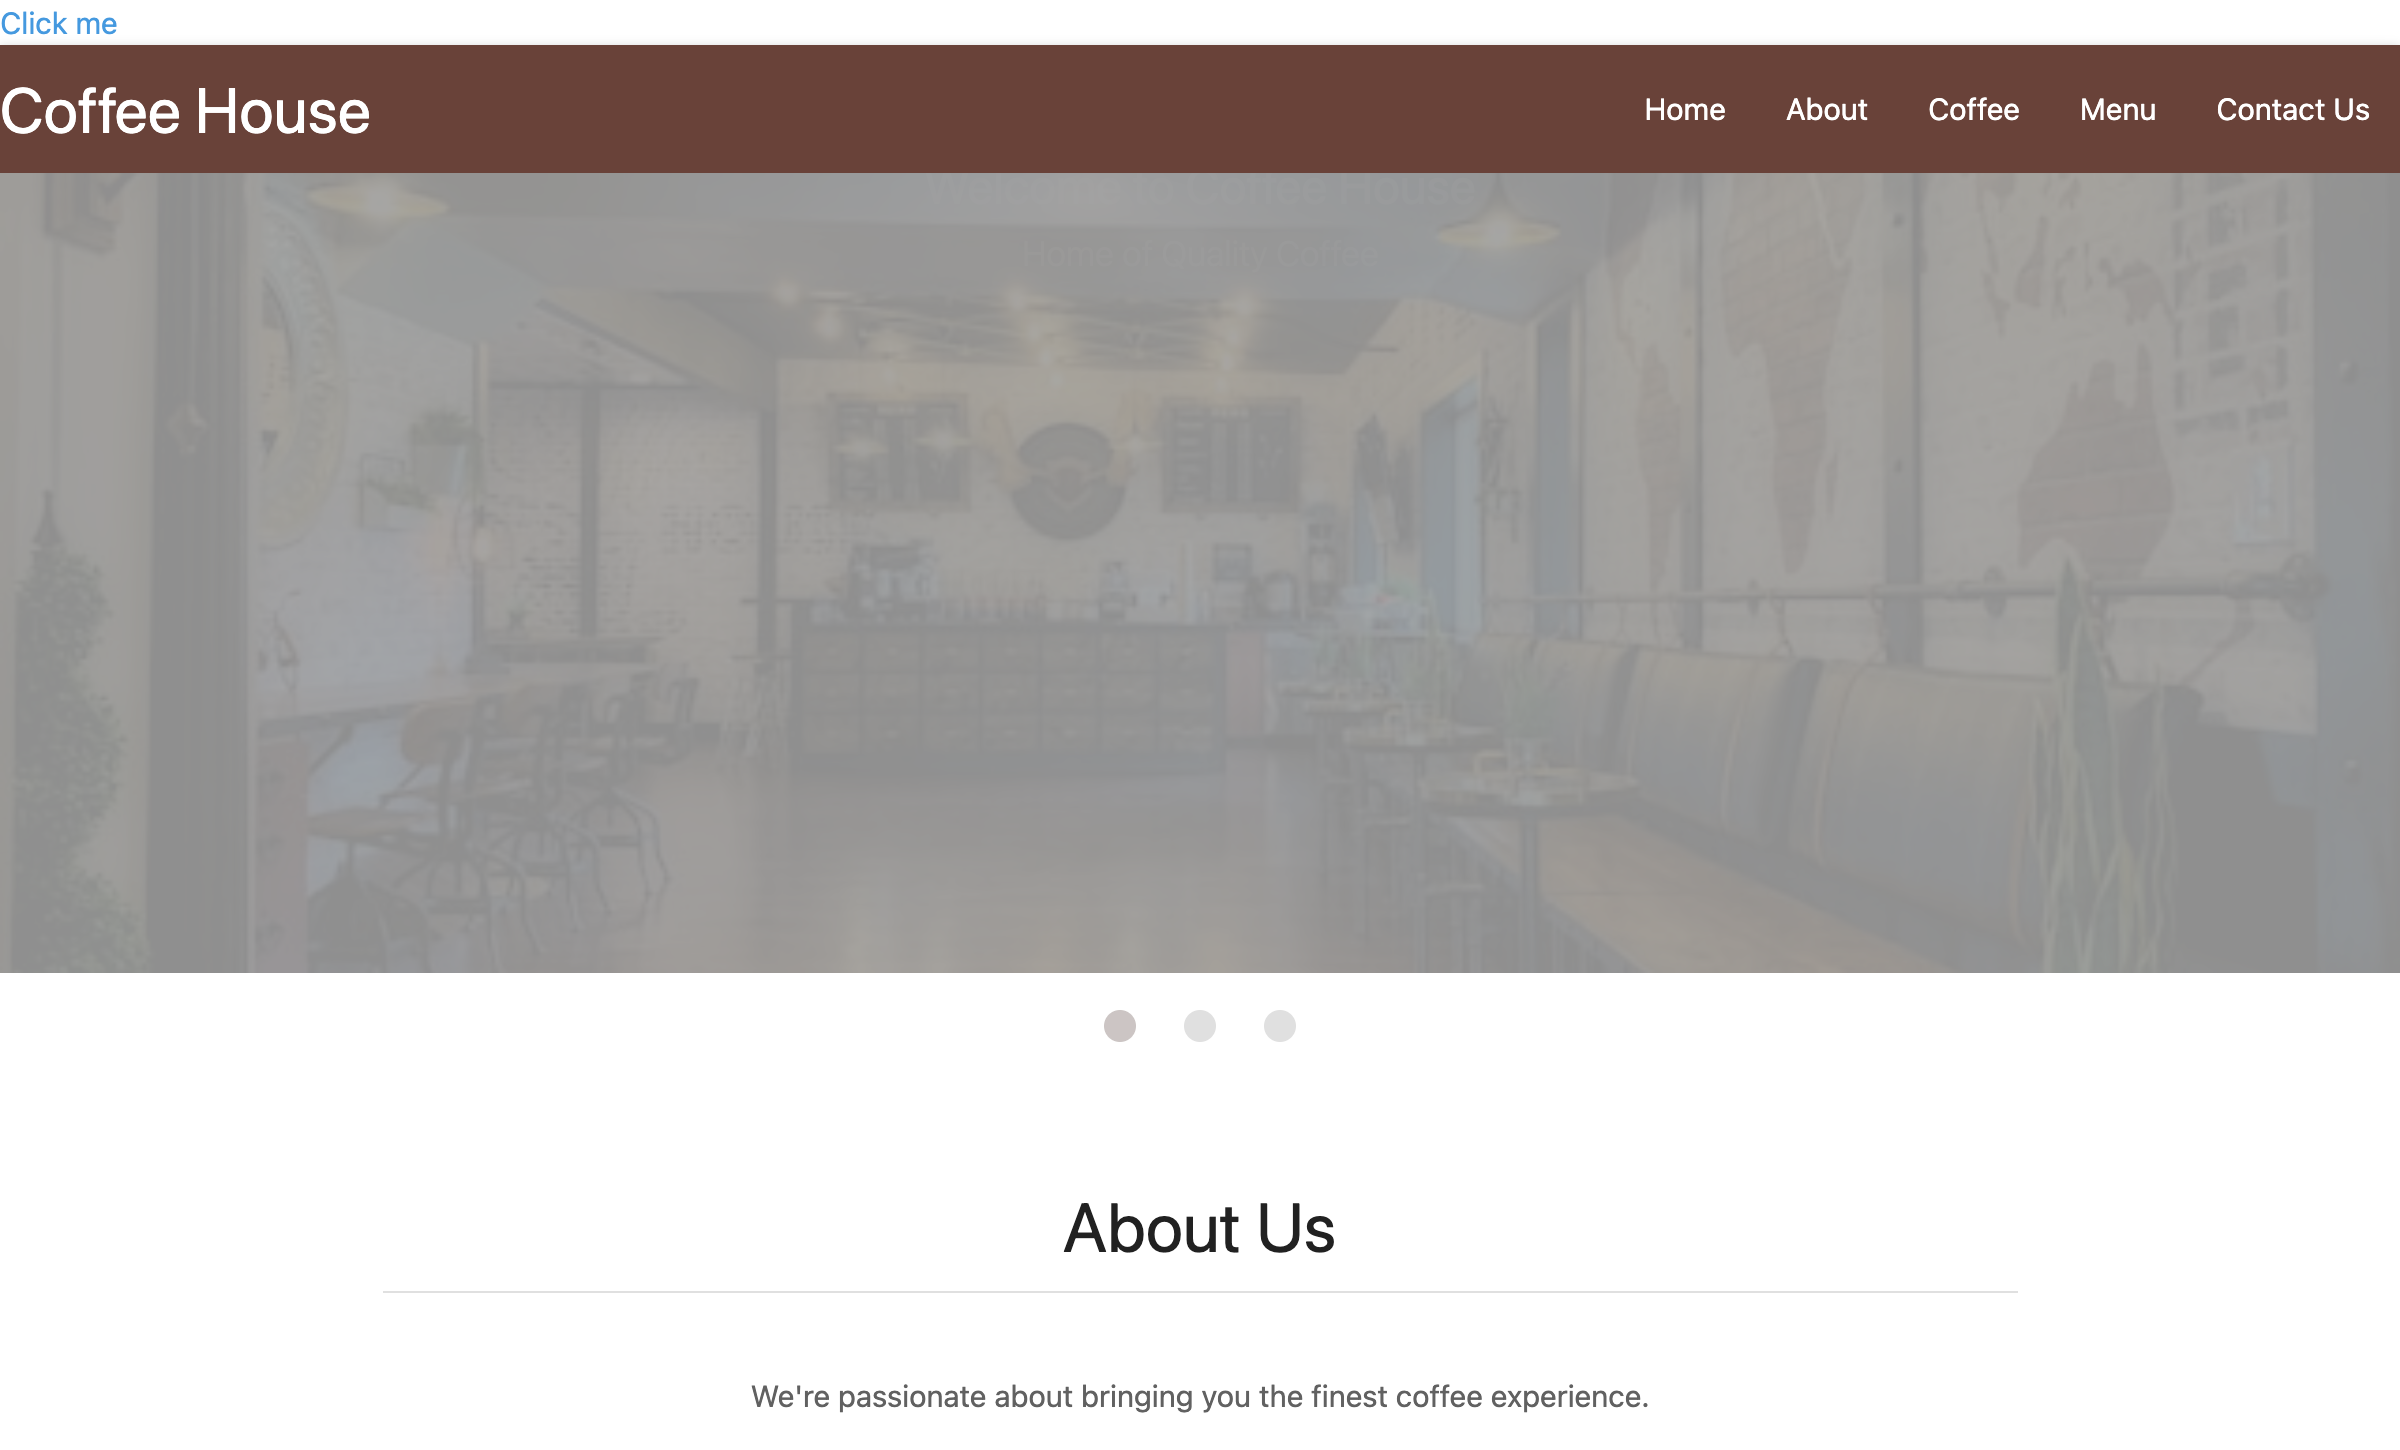 Click me
Coffee House
Home About Coffee Menu Contact Us
Welcome to Coffee House
Home of Quality Coffee
About Us
We're passionate about bringing you the finest coffee experience.